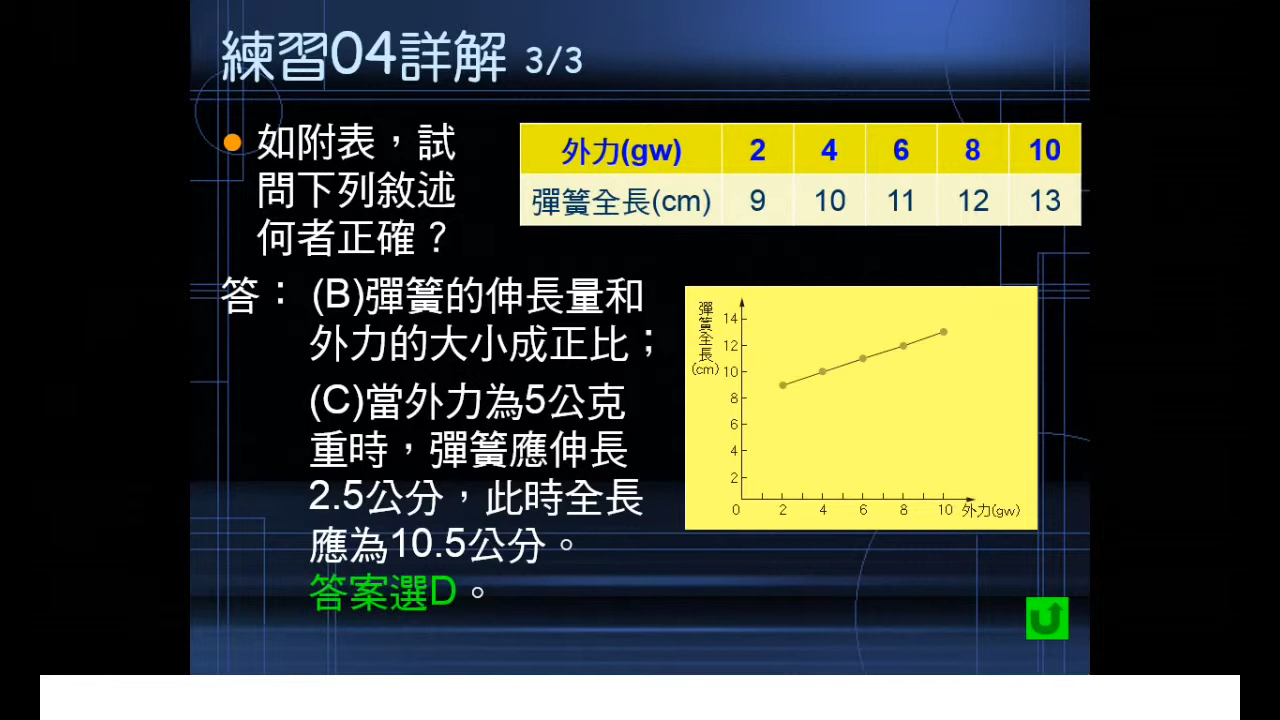 練習04詳解 3/3
如附表，試
問下列敘述
何者正確？
外力(gw) 2 4 6 8 10
彈簧全長(cm) 9 10 11 12 13
答： (B)彈簧的伸長量和
外力的大小成正比；
(C)當外力為5公克
重時，彈簧應伸長
2.5公分，此時全長
應為10.5公分。
答案選D。
彈簧全長
(cm)
14
12
10
8
6
4
2
0 2 4 6 8 10 外力(gw)